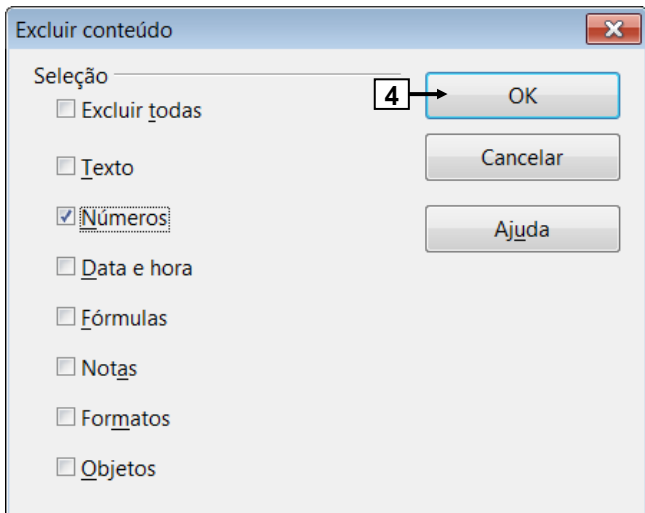 Excluir conteúdo
Seleção
Excluir todas
Texto
Números
Data e hora
Fórmulas
Notas
Formatos
Objetos
4
OK
Cancelar
Ajuda